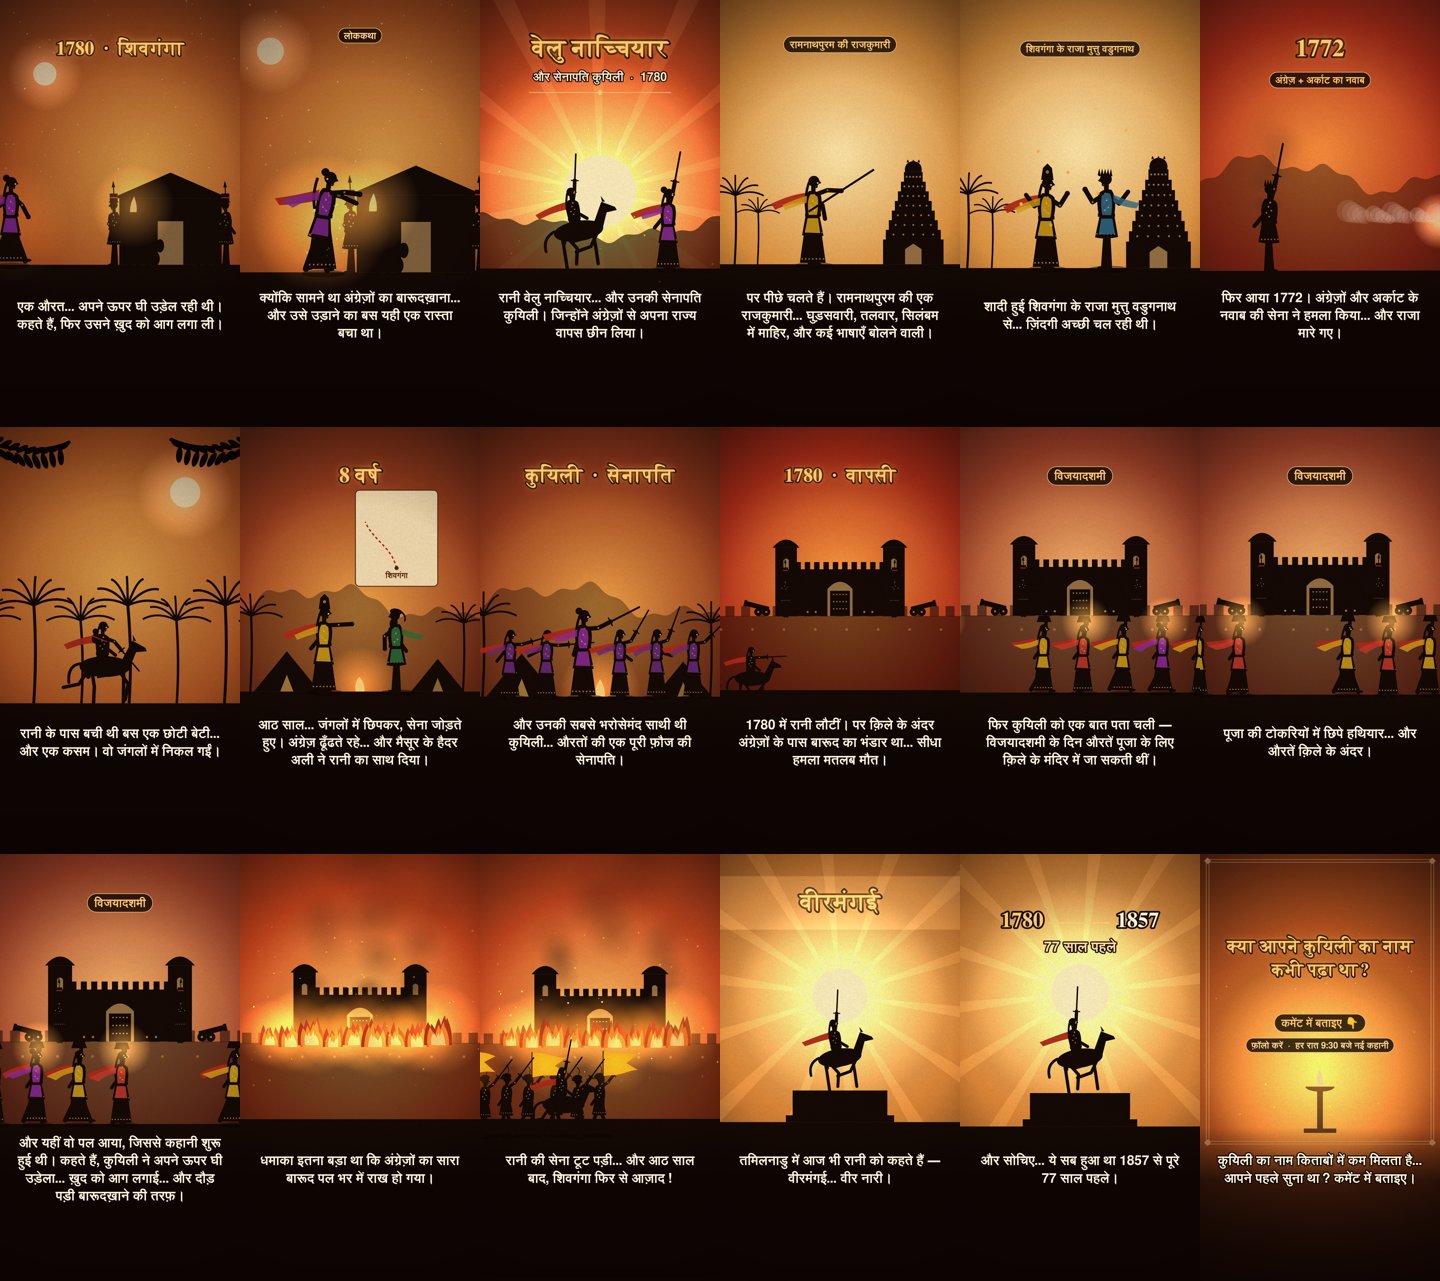 1780 · शिवगंगा
एक औरत... अपने ऊपर घी उड़ेल रही थी।
कहते हैं, फिर उसने ख़ुद को आग लगा ली।
लोककथा
क्योंकि सामने था अंग्रेज़ों का बारूदख़ाना...
और उसे उड़ाने का बस यही एक रास्ता
बचा था।
वेलु नाच्चियार
और सेनापति कुयिली · 1780
रानी वेलु नाच्चियार... और उनकी सेनापति
कुयिली। जिन्होंने अंग्रेज़ों से अपना राज्य
वापस छीन लिया।
रामनाथपुरम की राजकुमारी
पर पीछे चलते हैं। रामनाथपुरम की एक
राजकुमारी... घुड़सवारी, तलवार, सिलंबम
में माहिर, और कई भाषाएँ बोलने वाली।
शिवगंगा के राजा मुत्तु वडुगनाथ
शादी हुई शिवगंगा के राजा मुत्तु वडुगनाथ
से... ज़िंदगी अच्छी चल रही थी।
1772
अंग्रेज़ + अर्काट का नवाब
फिर आया 1772। अंग्रेज़ों और अर्काट के
नवाब की सेना ने हमला किया... और राजा
मारे गए।
रानी के पास बची थी बस एक छोटी बेटी...
और एक कसम। वो जंगलों में निकल गईं।
8 वर्ष
शिवगंगा
आठ साल... जंगलों में छिपकर, सेना जोड़ते
हुए। अंग्रेज़ ढूँढते रहे... और मैसूर के हैदर
अली ने रानी का साथ दिया।
कुयिली · सेनापति
और उनकी सबसे भरोसेमंद साथी थी
कुयिली... औरतों की एक पूरी फ़ौज की
सेनापति।
1780 · वापसी
1780 में रानी लौटीं। पर क़िले के अंदर
अंग्रेज़ों के पास बारूद का भंडार था... सीधा
हमला मतलब मौत।
विजयादशमी
फिर कुयिली को एक बात पता चली —
विजयादशमी के दिन औरतें पूजा के लिए
क़िले के मंदिर में जा सकती थीं।
विजयादशमी
पूजा की टोकरियों में छिपे हथियार... और
औरतें क़िले के अंदर।
विजयादशमी
और यहीं वो पल आया, जिससे कहानी शुरू
हुई थी। कहते हैं, कुयिली ने अपने ऊपर घी
उड़ेला... ख़ुद को आग लगाई... और दौड़
पड़ी बारूदख़ाने की तरफ़।
धमाका इतना बड़ा था कि अंग्रेज़ों का सारा
बारूद पल भर में राख हो गया।
रानी की सेना टूट पड़ी... और आठ साल
बाद, शिवगंगा फिर से आज़ाद !
वीरमंगई
तमिलनाडु में आज भी रानी को कहते हैं —
वीरमंगई... वीर नारी।
1780 1857
77 साल पहले
और सोचिए... ये सब हुआ था 1857 से पूरे
77 साल पहले।
क्या आपने कुयिली का नाम
कभी पढ़ा था ?
कमेंट में बताइए 👇
फ़ॉलो करें · हर रात 9:30 बजे नई कहानी
कुयिली का नाम किताबों में कम मिलता है...
आपने पहले सुना था ? कमेंट में बताइए।